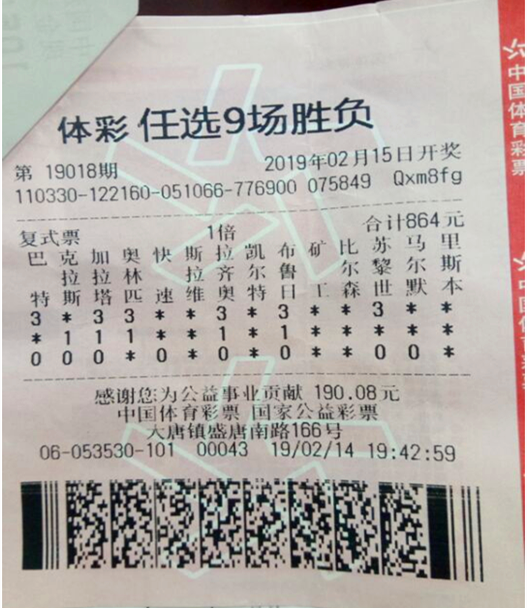 中国体育彩票
体彩 任选9场胜负
第 19018期 2019年02月15日开奖
110330-122160-051066-776900 075849 Qxm8fg
复式票 1倍 合计864元
巴 克 加 奥 快 斯 拉 凯 布 矿 比 苏 马 里
拉 拉 林 拉 齐 尔 鲁 尔 黎 尔 斯
特 斯 塔 匹 速 维 奥 特 日 工 森 世 默 本
3 * 3 3 * * 3 * 3 * * 3 * *
* 1 1 1 * * 1 * 1 * * * * *
0 0 0 * 0 * 0 0 0 * * 0 0 *
感谢您为公益事业贡献 190.08元
中国体育彩票 国家公益彩票
大唐镇盛唐南路166号
06-053530-101 00043 19/02/14 19:42:59